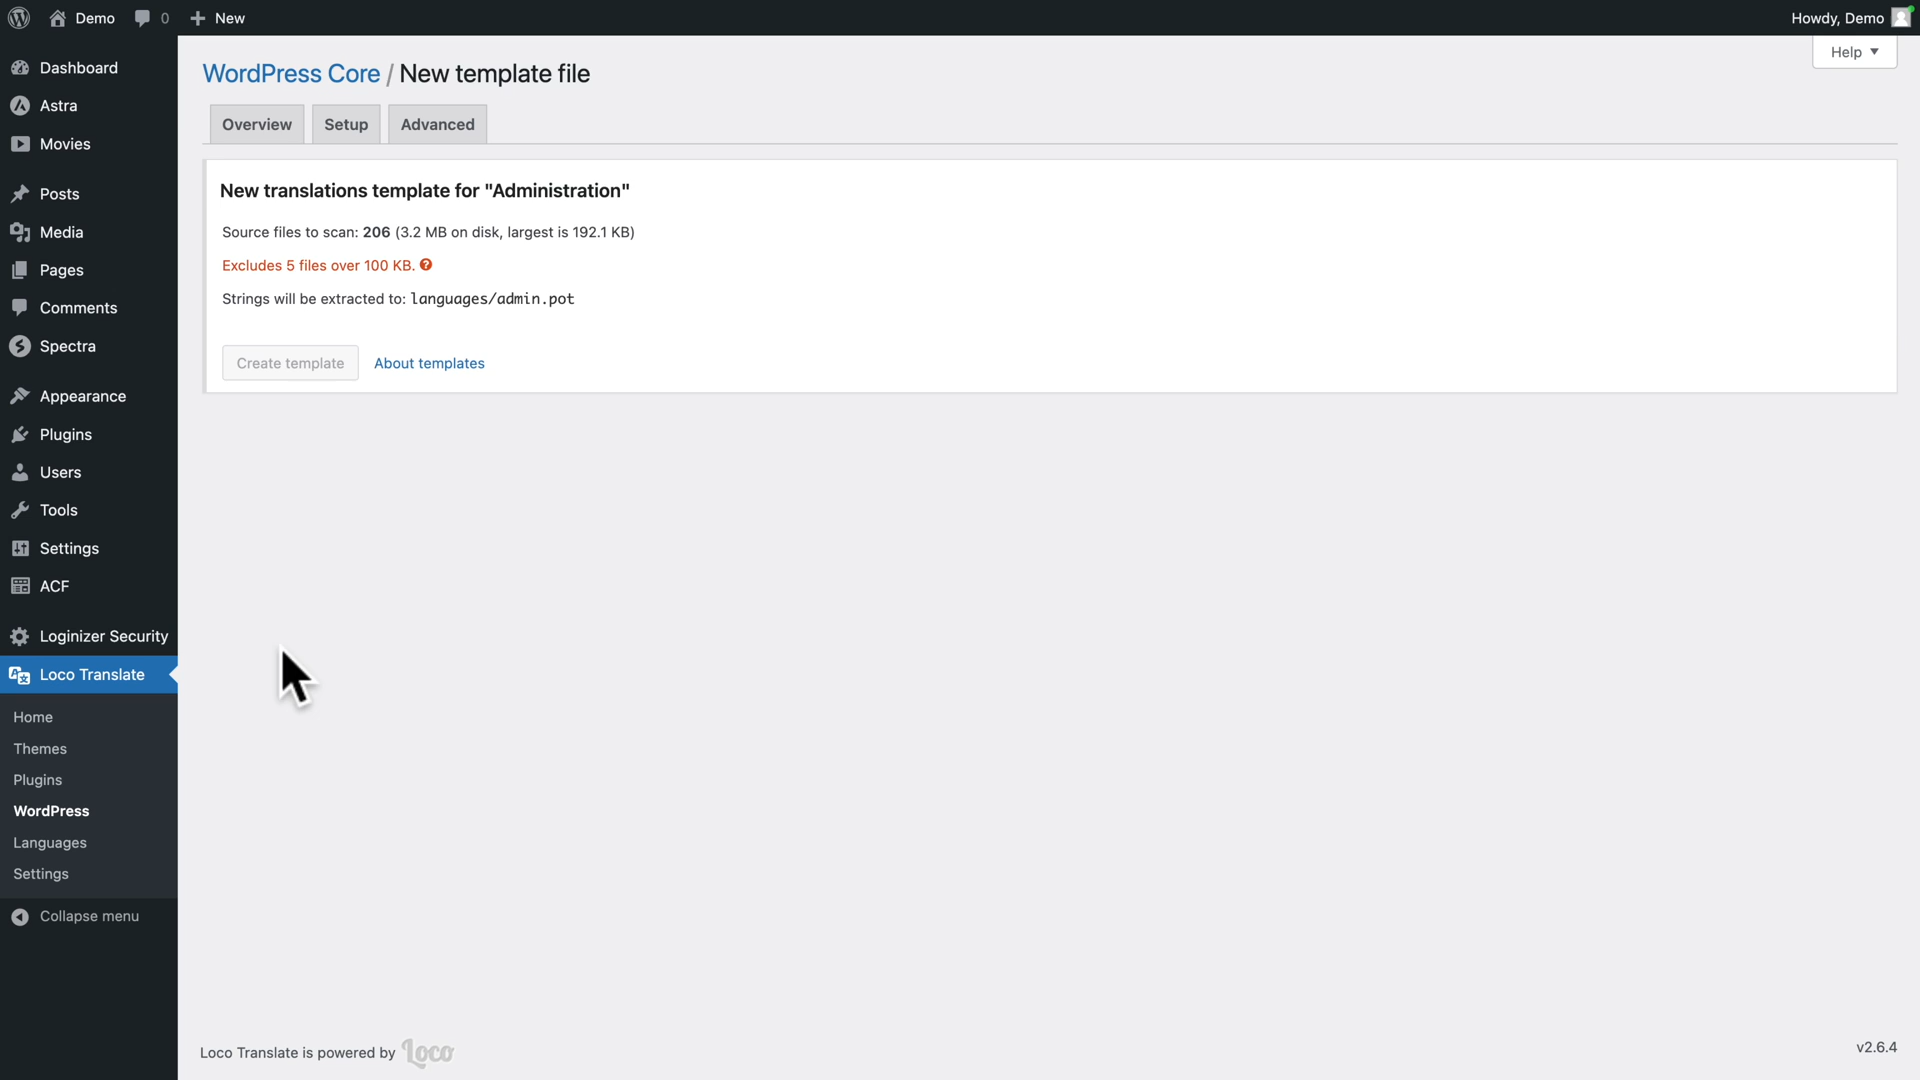 Demo
0
New
Howdy, Demo
Help
Dashboard
Astra
Movies
Posts
Media
Pages
Comments
Spectra
Appearance
Plugins
Users
Tools
Settings
ACF
Loginizer Security
Loco Translate
Home
Themes
Plugins
WordPress
Languages
Settings
Collapse menu
WordPress Core / New template file
Overview
Setup
Advanced
New translations template for "Administration"
Source files to scan: 206 (3.2 MB on disk, largest is 192.1 KB)
Excludes 5 files over 100 KB.
Strings will be extracted to: languages/admin.pot
Create template
About templates
Loco Translate is powered by Loco
v2.6.4